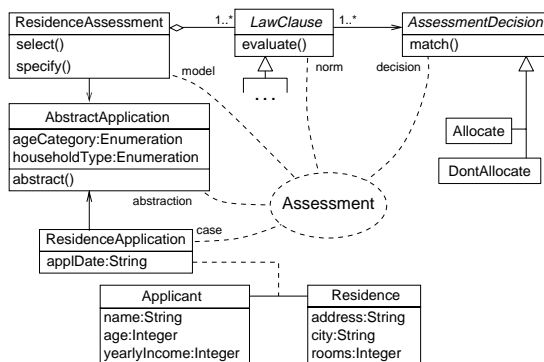 ResidenceAssessment
select()
specify()
1..*
LawClause
evaluate()
1..*
AssessmentDecision
match()
model
norm
decision
. . .
AbstractApplication
ageCategory:Enumeration
householdType:Enumeration
abstract()
Allocate
DontAllocate
abstraction
Assessment
case
ResidenceApplication
applDate:String
Applicant
name:String
age:Integer
yearlyIncome:Integer
Residence
address:String
city:String
rooms:Integer